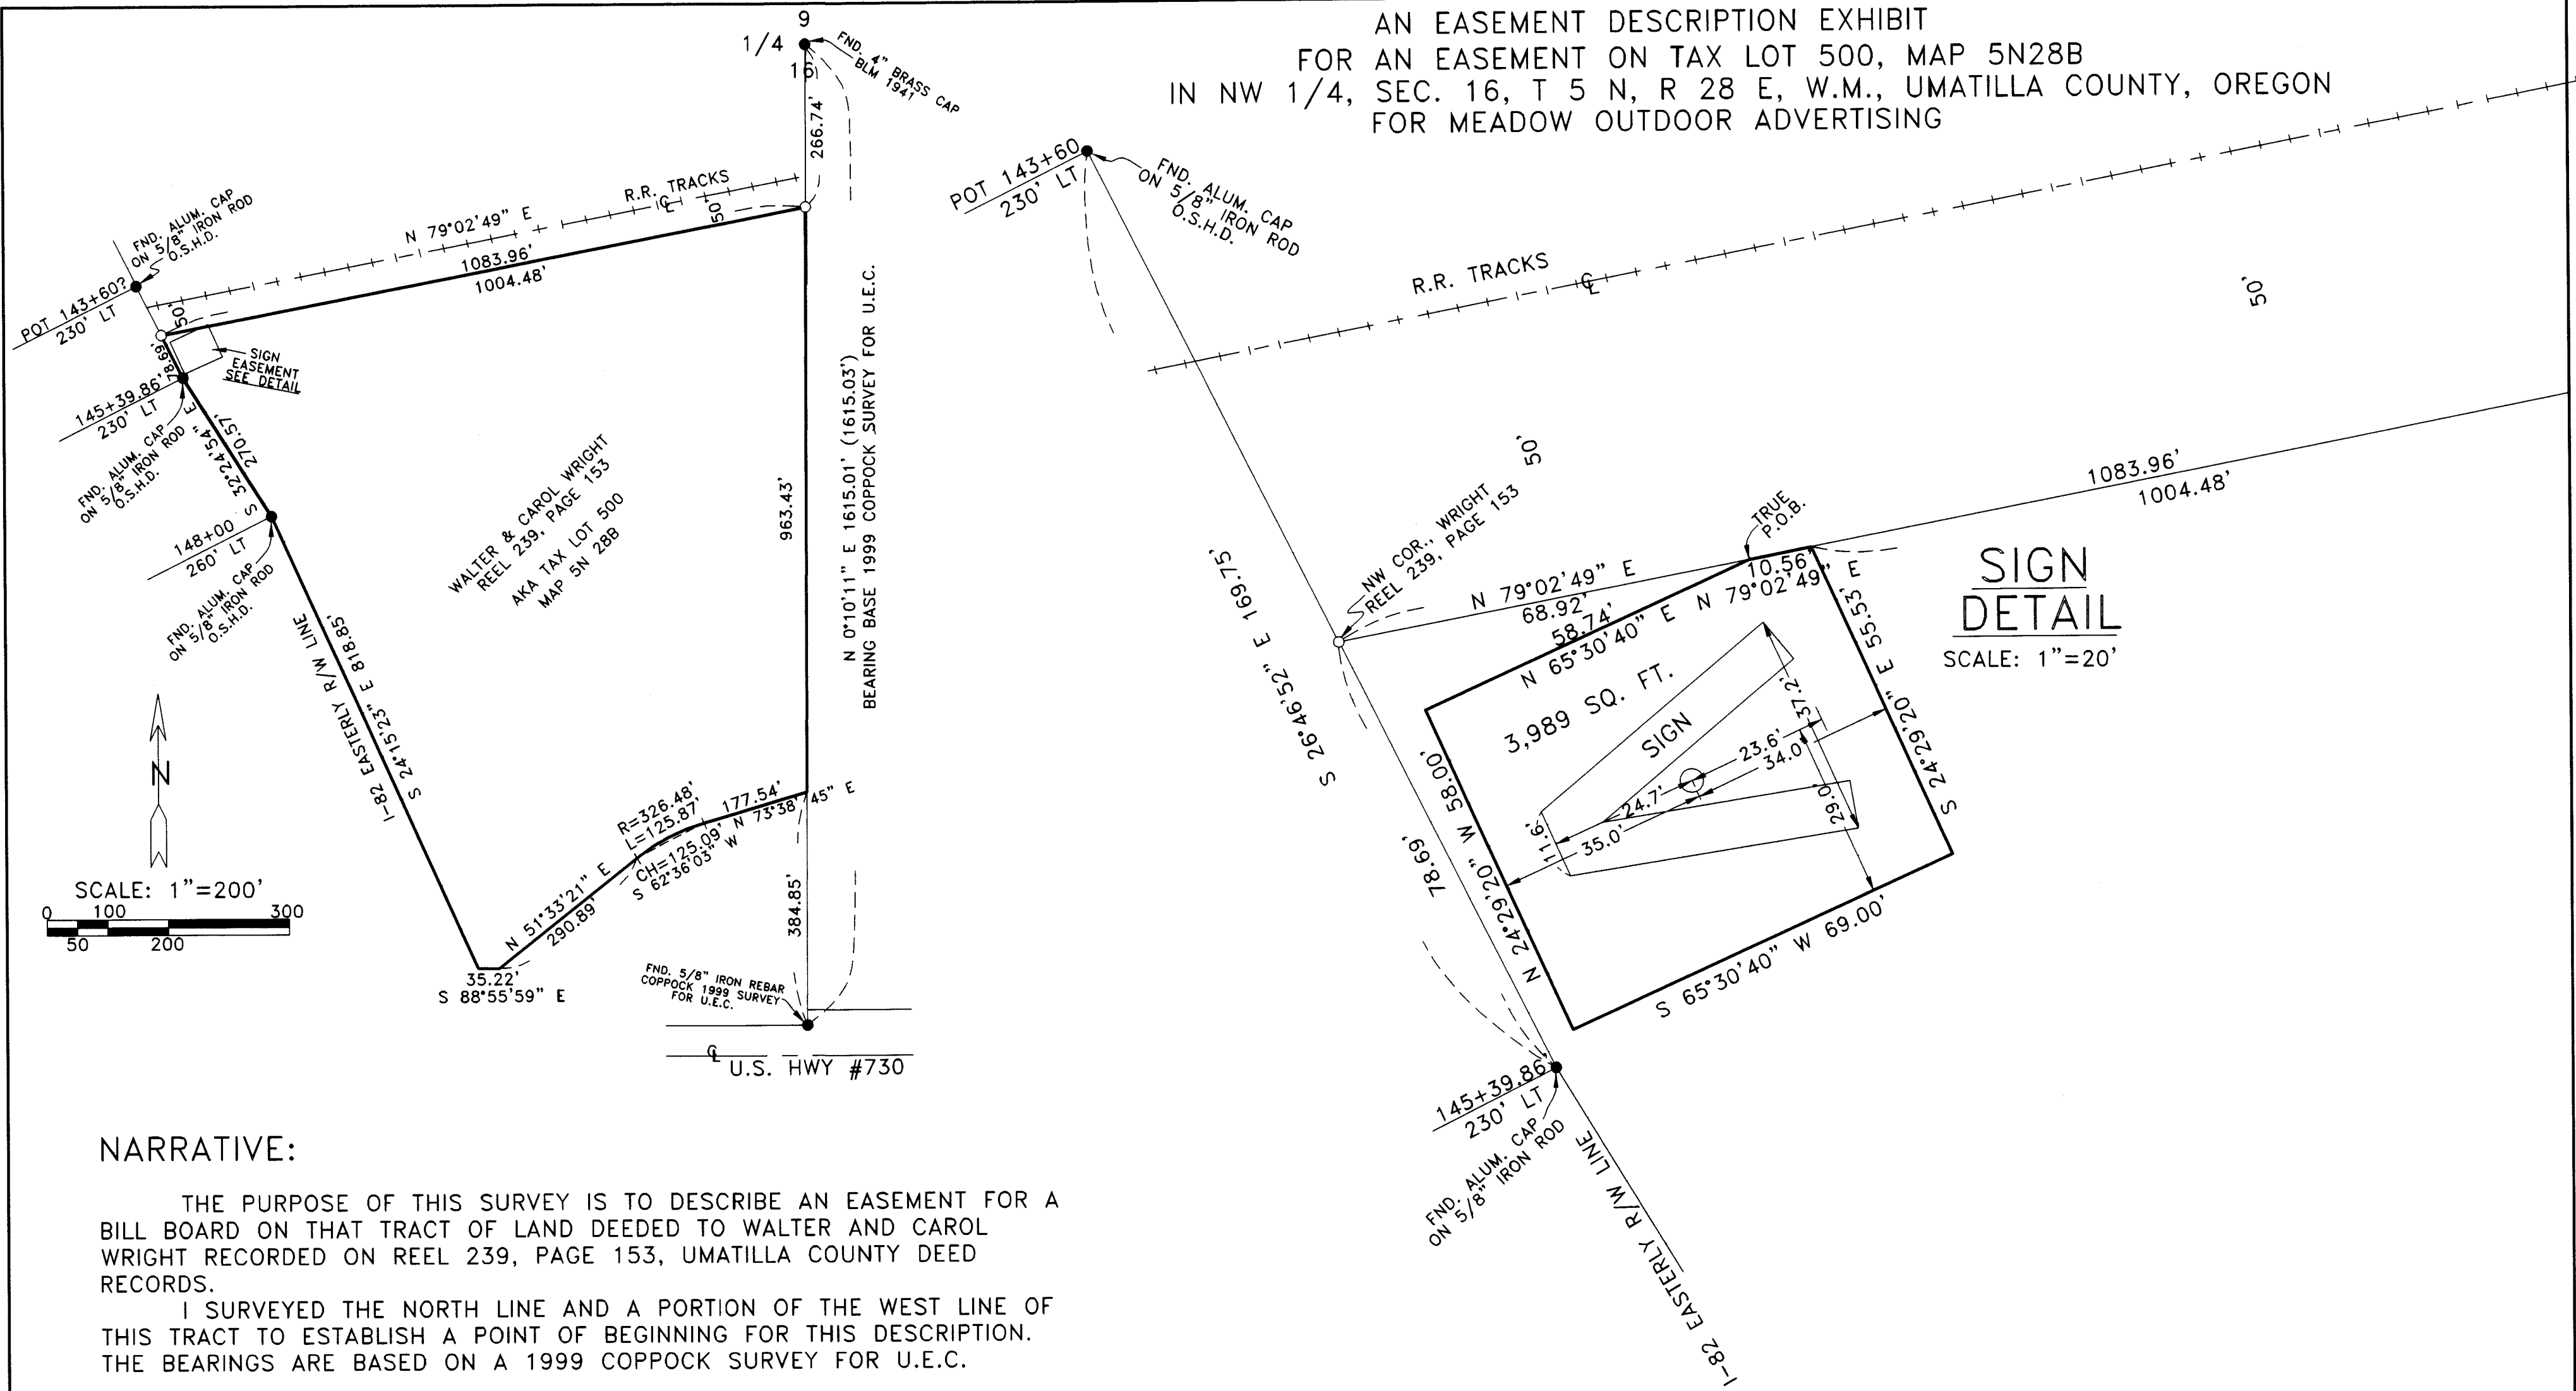 AN EASEMENT DESCRIPTION EXHIBIT
FOR AN EASEMENT ON TAX LOT 500, MAP 5N28B
IN NW 1/4, SEC. 16, T 5 N, R 28 E, W.M., UMATILLA COUNTY, OREGON
FOR MEADOW OUTDOOR ADVERTISING
9
1/4
16
FND. 4" BRASS CAP
BLM 1941
266.74'
R.R. TRACKS
50'
N 79°02'49" E
1083.96'
1004.48'
FND. ALUM. CAP
ON 5/8" IRON ROD
O.S.H.D.
POT 143+60?
230' LT
50'
78.69'
SIGN
EASEMENT
SEE DETAIL
145+39.86'
230' LT
FND. ALUM. CAP
ON 5/8" IRON ROD
O.S.H.D.
S 32°24'54" E
270.57'
148+00
260' LT
FND. ALUM. CAP
ON 5/8" IRON ROD
O.S.H.D.
WALTER & CAROL WRIGHT
REEL 239, PAGE 153
AKA TAX LOT 500
MAP 5N 28B
963.43'
N 0°10'11" E 1615.01' (1615.03')
BEARING BASE 1999 COPPOCK SURVEY FOR U.E.C.
I-82 EASTERLY R/W LINE
S 24°15'23" E 818.85'
N
SCALE: 1"=200'
0 100 300
50 200
R=326.48'
L=125.87'
CH=125.09'
S 62°36'03" W
177.54'
N 73°38'45" E
N 51°33'21" E
290.89'
35.22'
S 88°55'59" E
384.85'
FND. 5/8" IRON REBAR
COPPOCK 1999 SURVEY
FOR U.E.C.
℄
U.S. HWY #730
POT 143+60
230' LT
FND. ALUM. CAP
ON 5/8" IRON ROD
O.S.H.D.
R.R. TRACKS
℄
50'
50'
1083.96'
1004.48'
S 26°46'52" E 169.75'
NW COR., WRIGHT
REEL 239, PAGE 153
TRUE
P.O.B.
N 79°02'49" E
68.92'
10.56'
N 79°02'49" E
58.74'
N 65°30'40" E
SIGN
DETAIL
SCALE: 1"=20'
3,989 SQ. FT.
SIGN
S 24°29'20" E 55.53'
37.2'
23.6'
34.0'
24.7'
29.0'
35.0'
11.6'
N 24°29'20" W 58.00'
78.69'
S 65°30'40" W 69.00'
145+39.86'
230' LT
FND. ALUM. CAP
ON 5/8" IRON ROD
I-82 EASTERLY R/W LINE
NARRATIVE:
THE PURPOSE OF THIS SURVEY IS TO DESCRIBE AN EASEMENT FOR A
BILL BOARD ON THAT TRACT OF LAND DEEDED TO WALTER AND CAROL
WRIGHT RECORDED ON REEL 239, PAGE 153, UMATILLA COUNTY DEED
RECORDS.
I SURVEYED THE NORTH LINE AND A PORTION OF THE WEST LINE OF
THIS TRACT TO ESTABLISH A POINT OF BEGINNING FOR THIS DESCRIPTION.
THE BEARINGS ARE BASED ON A 1999 COPPOCK SURVEY FOR U.E.C.